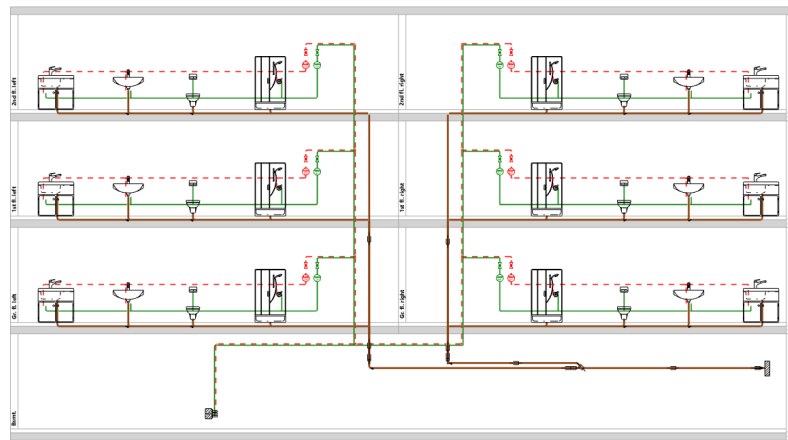 2nd fl. left
2nd fl. right
1st fl. left
1st fl. right
Gr. fl. left
Gr. fl. right
Bsmt.